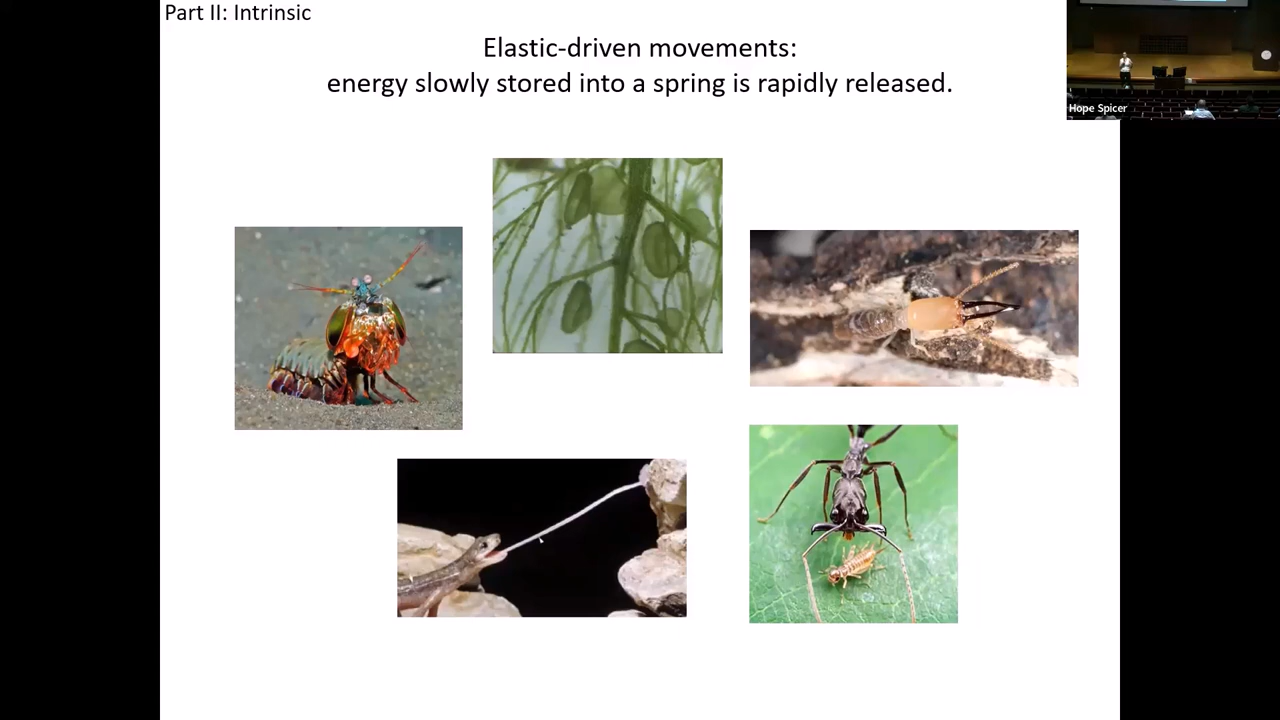 Part II: Intrinsic
Elastic-driven movements:
energy slowly stored into a spring is rapidly released.
Hope Spicer